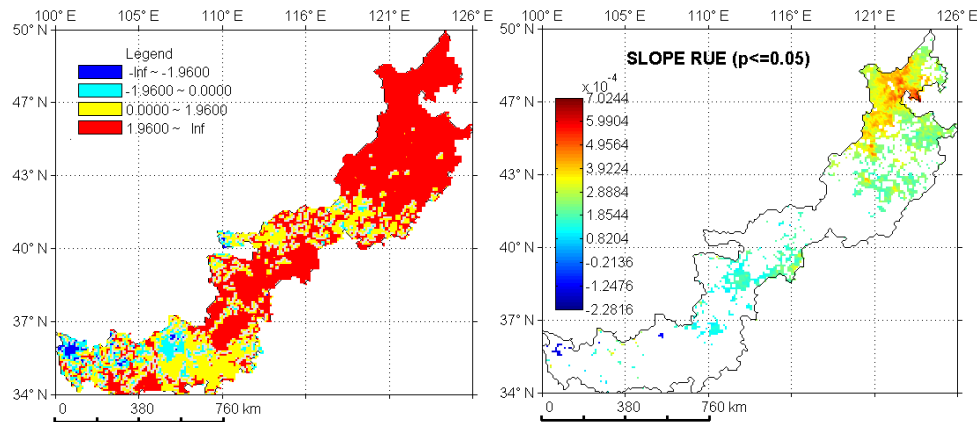 100° E 105° E 110° E 116° E 121° E 126° E
50° N
47° N
43° N
40° N
37° N
34° N
Legend
-Inf ~ -1.9600
-1.9600 ~ 0.0000
0.0000 ~ 1.9600
1.9600 ~ Inf
0 380 760 km
100° E 105° E 110° E 116° E 121° E 126° E
50° N
47° N
43° N
40° N
37° N
34° N
SLOPE RUE (p<=0.05)
x 10⁻⁴
7.0244
5.9904
4.9564
3.9224
2.8884
1.8544
0.8204
-0.2136
-1.2476
-2.2816
0 380 760 km